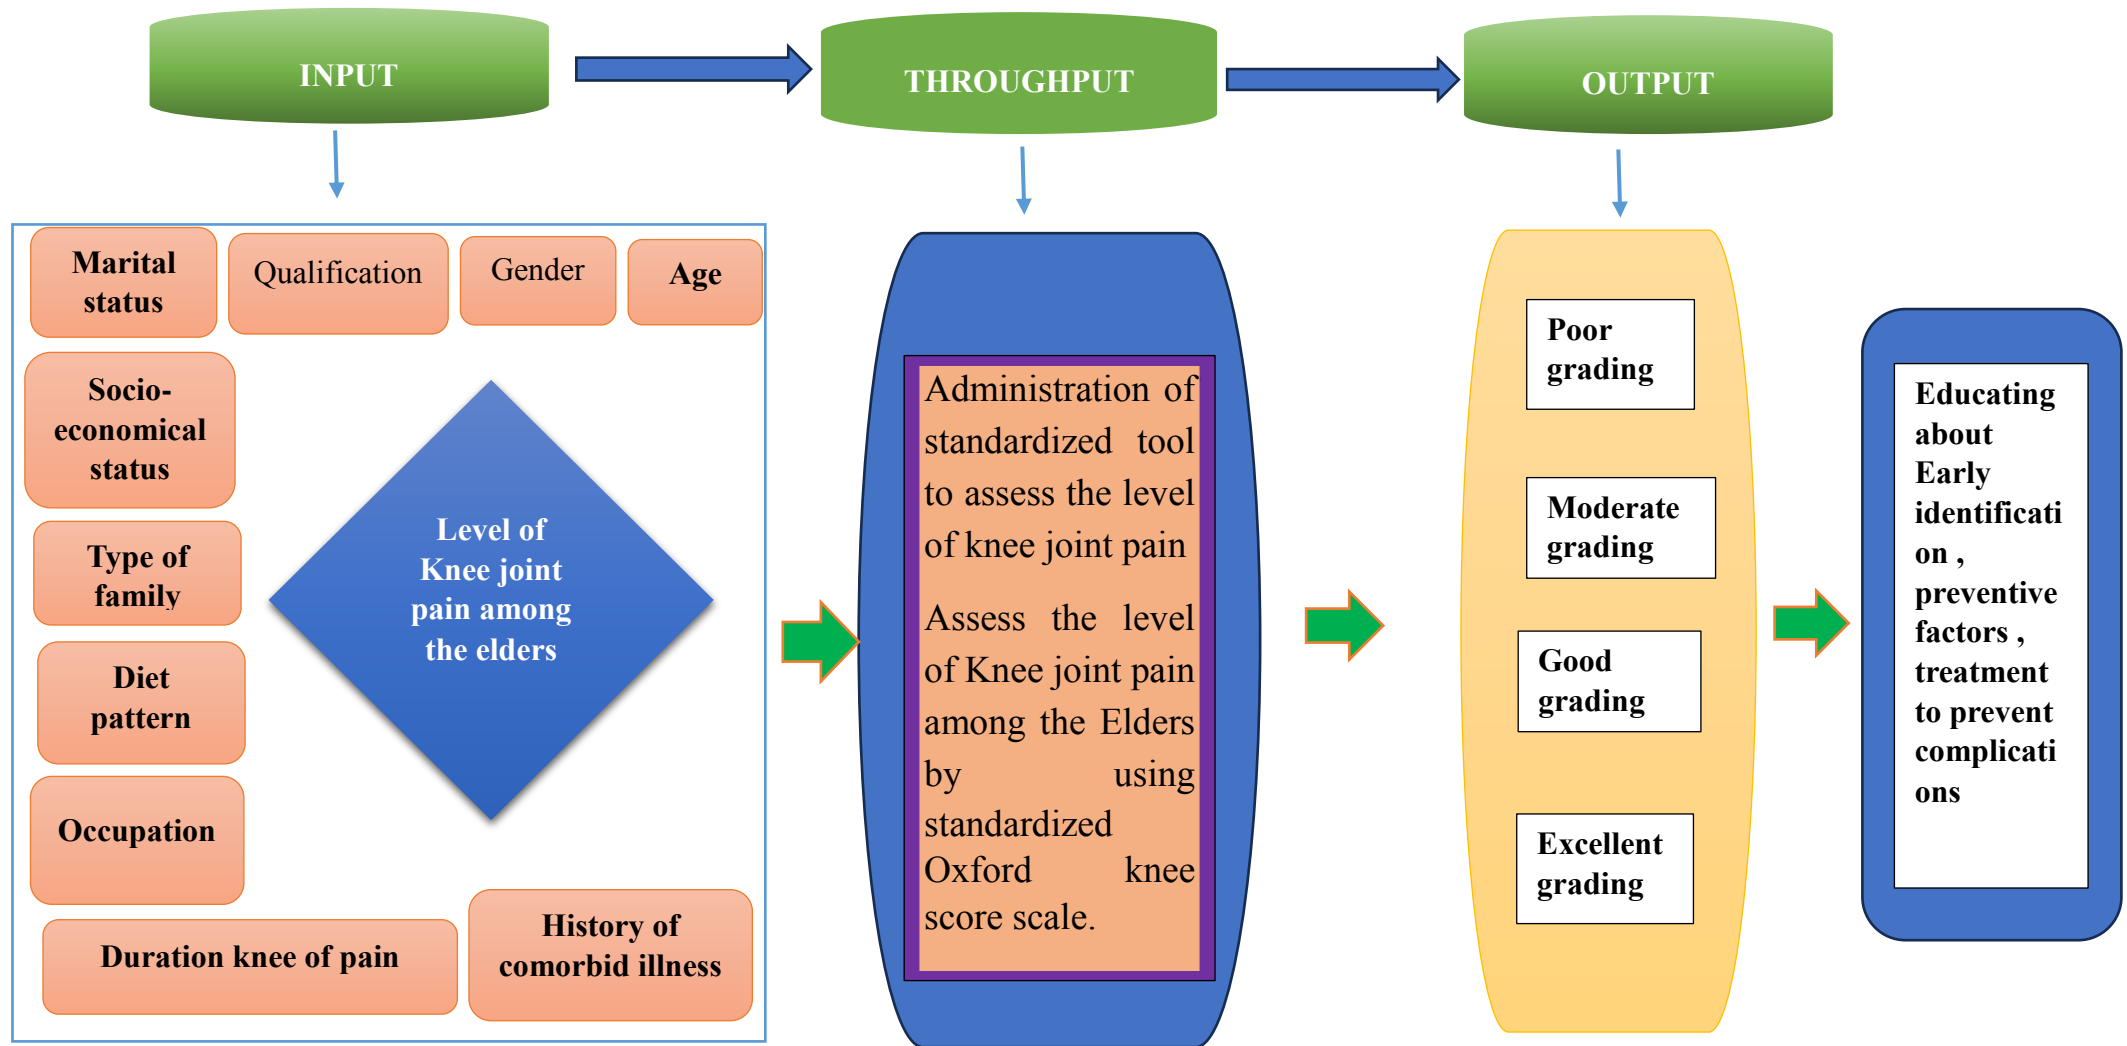 INPUT
THROUGHPUT
OUTPUT
Marital
status
Qualification
Gender
Age
Socio-
economical
status
Type of
family
Diet
pattern
Occupation
Duration knee of pain
History of
comorbid illness
Level of
Knee joint
pain among
the elders
Administration of
standardized tool
to assess the level
of knee joint pain
Assess the level
of Knee joint pain
among the Elders
by using
standardized
Oxford knee
score scale.
Poor
grading
Moderate
grading
Good
grading
Excellent
grading
Educating
about
Early
identificati
on ,
preventive
factors ,
treatment
to prevent
complicati
ons